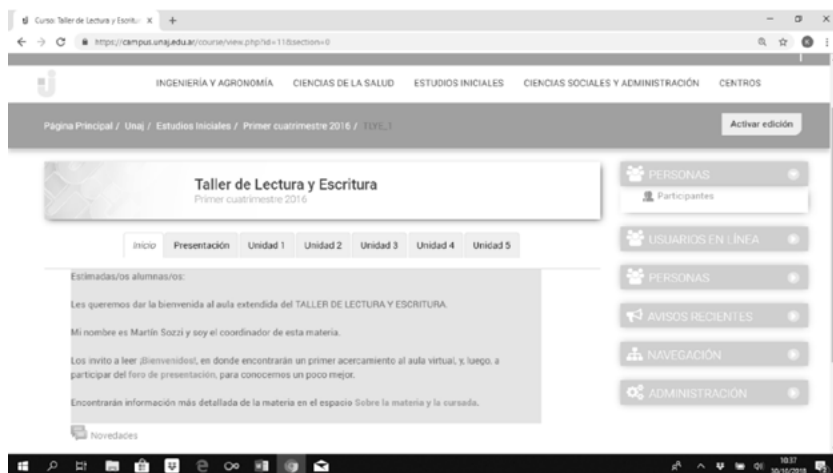 Curso: Taller de Lectura y Escritu
https://campus.unaj.edu.ar/course/view.php?id=11&section=0
INGENIERÍA Y AGRONOMÍA CIENCIAS DE LA SALUD ESTUDIOS INICIALES CIENCIAS SOCIALES Y ADMINISTRACIÓN CENTROS
Página Principal / Unaj / Estudios Iniciales / Primer cuatrimestre 2016 / TLYE_1
Activar edición
Taller de Lectura y Escritura
Primer cuatrimestre 2016
Inicio Presentación Unidad 1 Unidad 2 Unidad 3 Unidad 4 Unidad 5
Estimadas/os alumnas/os:
Les queremos dar la bienvenida al aula extendida del TALLER DE LECTURA Y ESCRITURA.
Mi nombre es Martín Sozzi y soy el coordinador de esta materia.
Los invito a leer ¡Bienvenidos!, en donde encontrarán un primer acercamiento al aula virtual, y, luego, a
participar del foro de presentación, para conocernos un poco mejor.
Encontrarán información más detallada de la materia en el espacio Sobre la materia y la cursada.
Novedades
PERSONAS
Participantes
USUARIOS EN LÍNEA
PERSONAS
AVISOS RECIENTES
NAVEGACIÓN
ADMINISTRACIÓN
10:37
30/10/2018